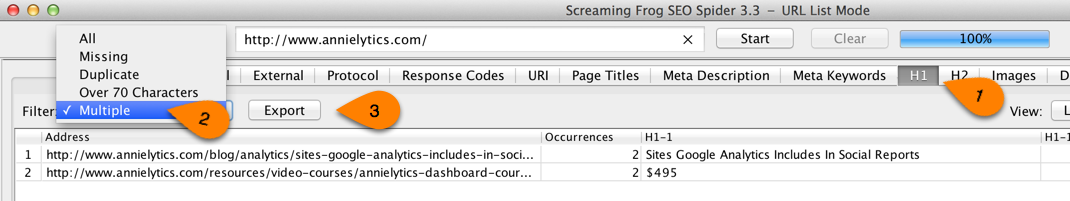 Screaming Frog SEO Spider 3.3 – URL List Mode
http://www.annielytics.com/
Start
Clear
100%
All
Missing
Duplicate
Over 70 Characters
✓ Multiple
External
Protocol
Response Codes
URI
Page Titles
Meta Description
Meta Keywords
H1
H2
Images
1
Filter:
2
Export
3
View:
Address
Occurrences
H1-1
1 http://www.annielytics.com/blog/analytics/sites-google-analytics-includes-in-soci... 2 Sites Google Analytics Includes In Social Reports
2 http://www.annielytics.com/resources/video-courses/annielytics-dashboard-cour... 2 $495